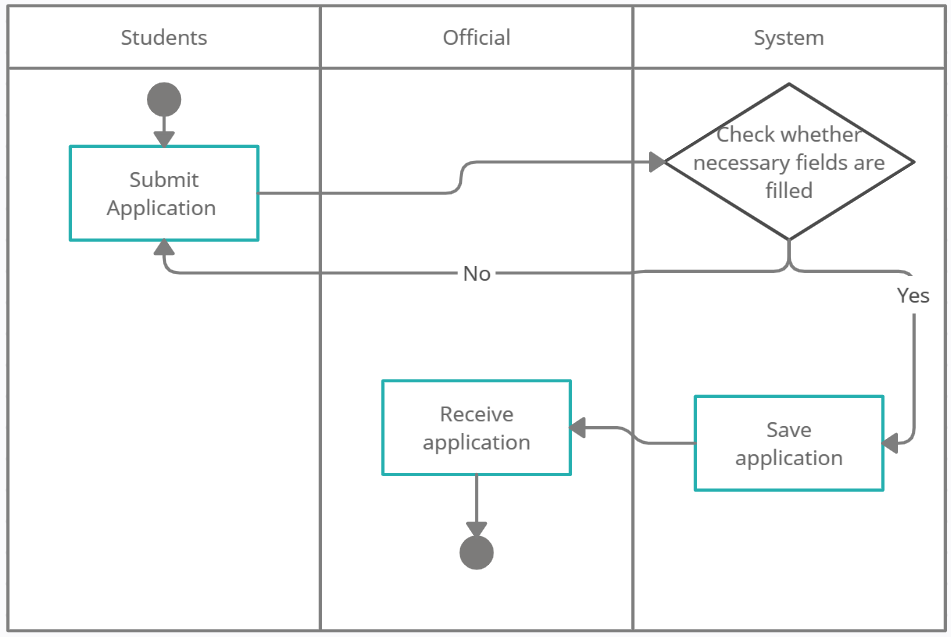 Students
Official
System
Submit
Application
Check whether
necessary fields are
filled
No
Yes
Receive
application
Save
application